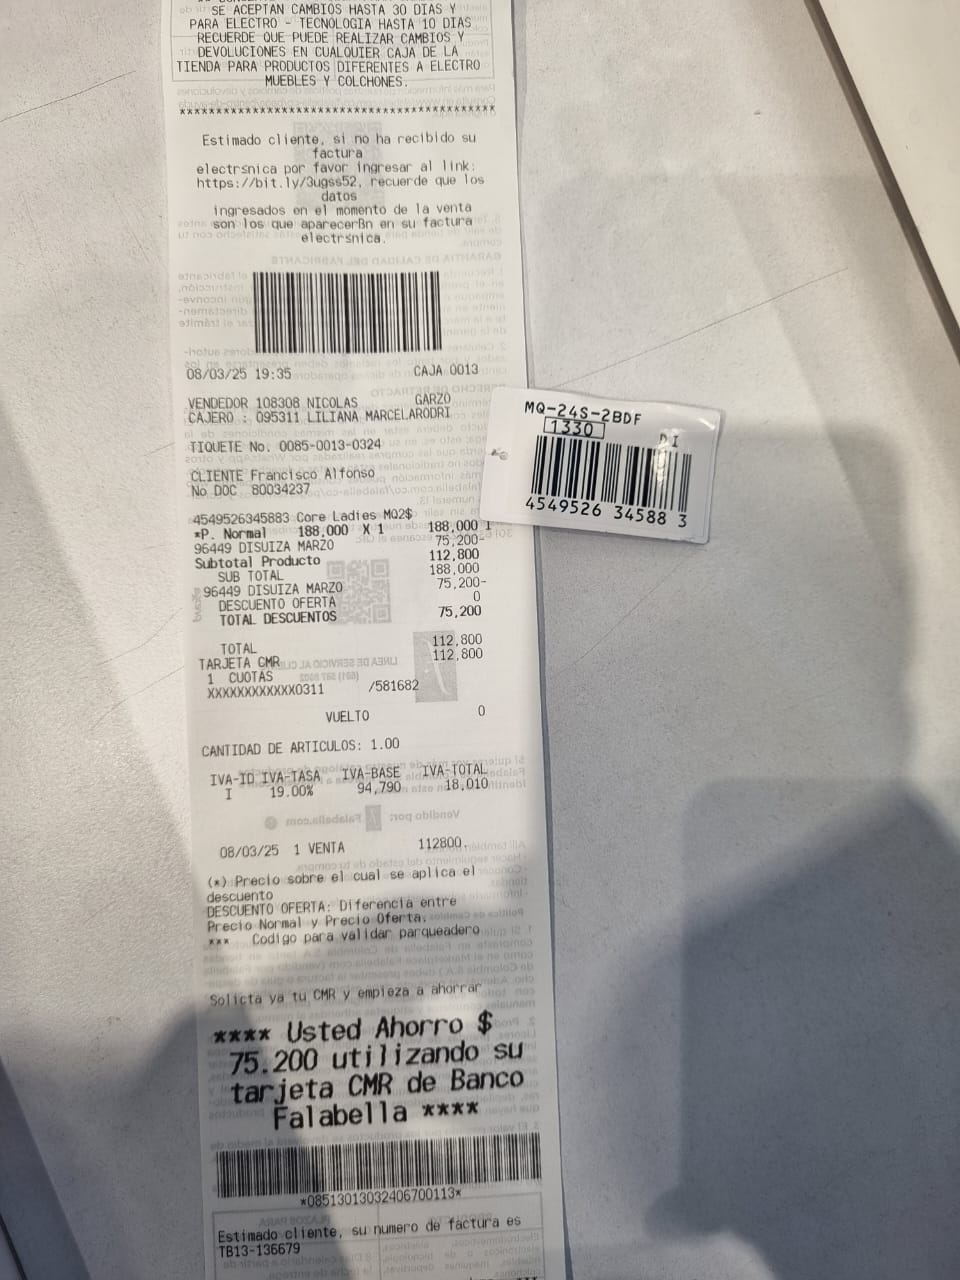 SE ACEPTAN CAMBIOS HASTA 30 DIAS Y
PARA ELECTRO - TECNOLOGIA HASTA 10 DIAS
RECUERDE QUE PUEDE REALIZAR CAMBIOS Y
DEVOLUCIONES EN CUALQUIER CAJA DE LA
TIENDA PARA PRODUCTOS DIFERENTES A ELECTRO
MUEBLES Y COLCHONES.
******************************************
Estimado cliente, si no ha recibido su
factura
electrsnica por favor ingresar al link:
https://bit.ly/3ugss52, recuerde que los
datos
ingresados en el momento de la venta
son los que aparecerßn en su factura
electrsnica.
08/03/25 19:35 CAJA 0013
VENDEDOR 108308 NICOLAS GARZO
CAJERO : 095311 LILIANA MARCELARODRI
TIQUETE No. 0085-0013-0324
CLIENTE Francisco Alfonso
No DOC 80034237
4549526345883 Core Ladies MQ2$
*P. Normal 188,000 X 1 188,000 I
96449 DISUIZA MARZO 75,200-
Subtotal Producto 112,800
SUB TOTAL 188,000
96449 DISUIZA MARZO 75,200-
DESCUENTO OFERTA 0
TOTAL DESCUENTOS 75,200
TOTAL 112,800
TARJETA CMR 112,800
1 CUOTAS
XXXXXXXXXXXX0311 /581682
VUELTO 0
CANTIDAD DE ARTICULOS: 1.00
IVA-ID IVA-TASA IVA-BASE IVA-TOTAL
I 19.00% 94,790 18,010
08/03/25 1 VENTA 112800.
(*) Precio sobre el cual se aplica el
descuento
DESCUENTO OFERTA: Diferencia entre
Precio Normal y Precio Oferta.
*** Codigo para validar parqueadero
Solicta ya tu CMR y empieza a ahorrar
**** Usted Ahorro $
75.200 utilizando su
tarjeta CMR de Banco
Falabella ****
*08513013032406700113*
Estimado cliente, su numero de factura es
TB13-136679
MQ-24S-2BDF
1330
DI
4549526 34588 3